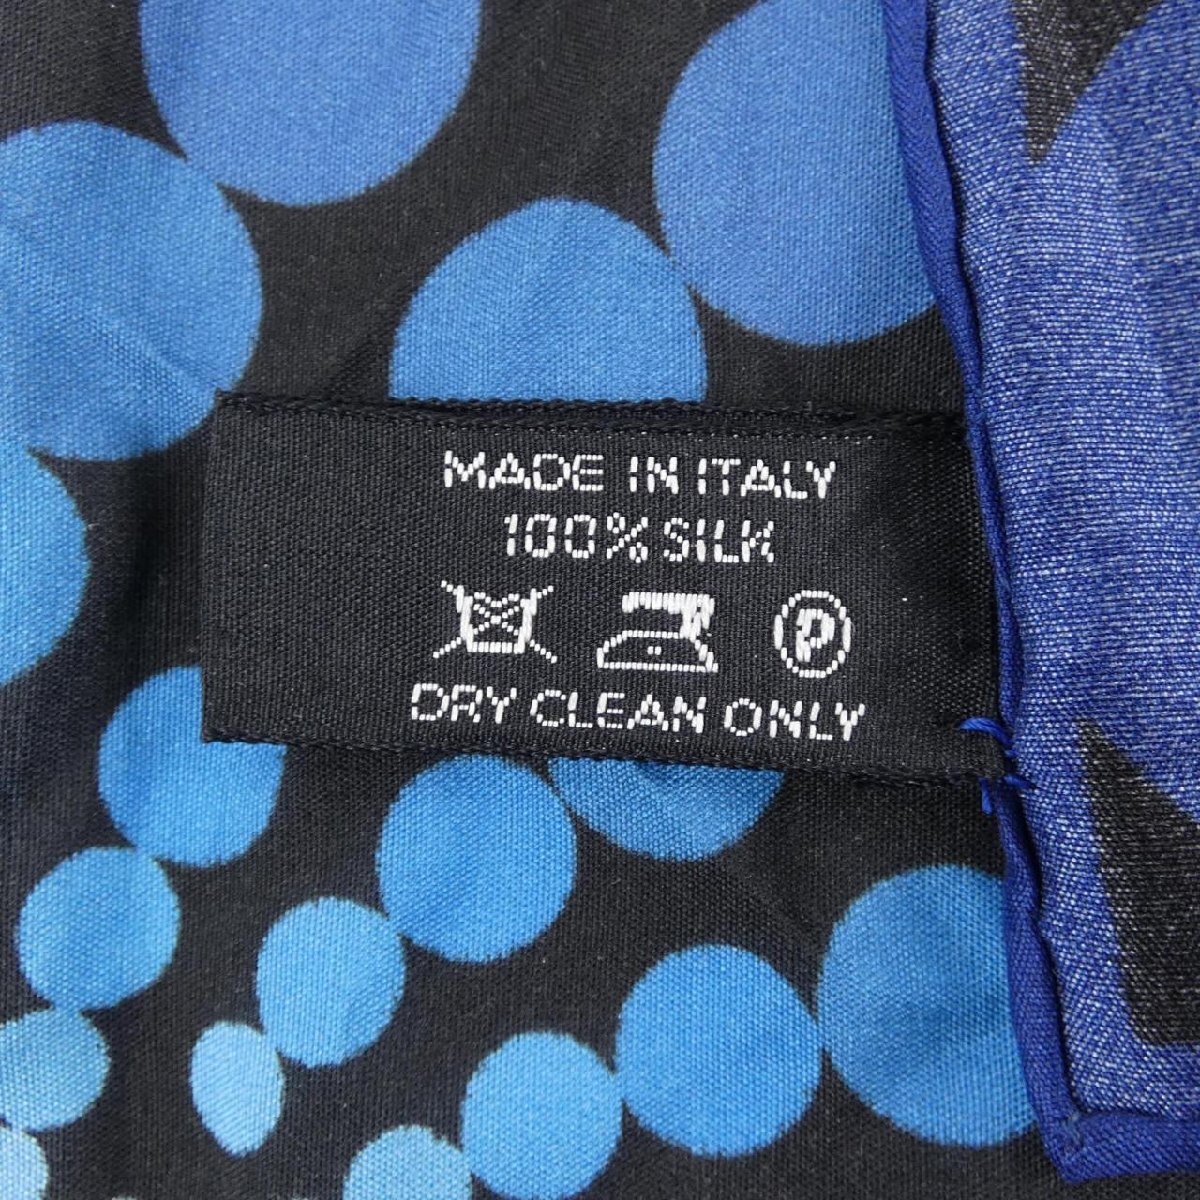 MADE IN ITALY
100% SILK
P
DRY CLEAN ONLY